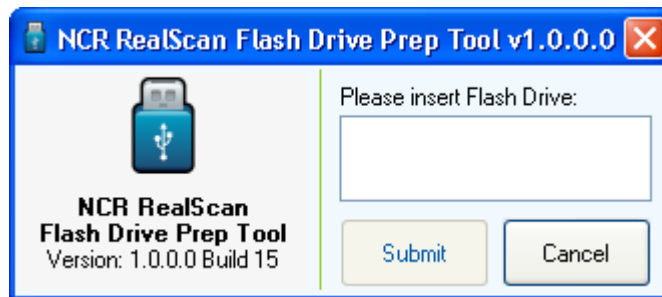 NCR RealScan Flash Drive Prep Tool v1.0.0.0
Please insert Flash Drive:
NCR RealScan
Flash Drive Prep Tool
Version: 1.0.0.0 Build 15
Submit
Cancel